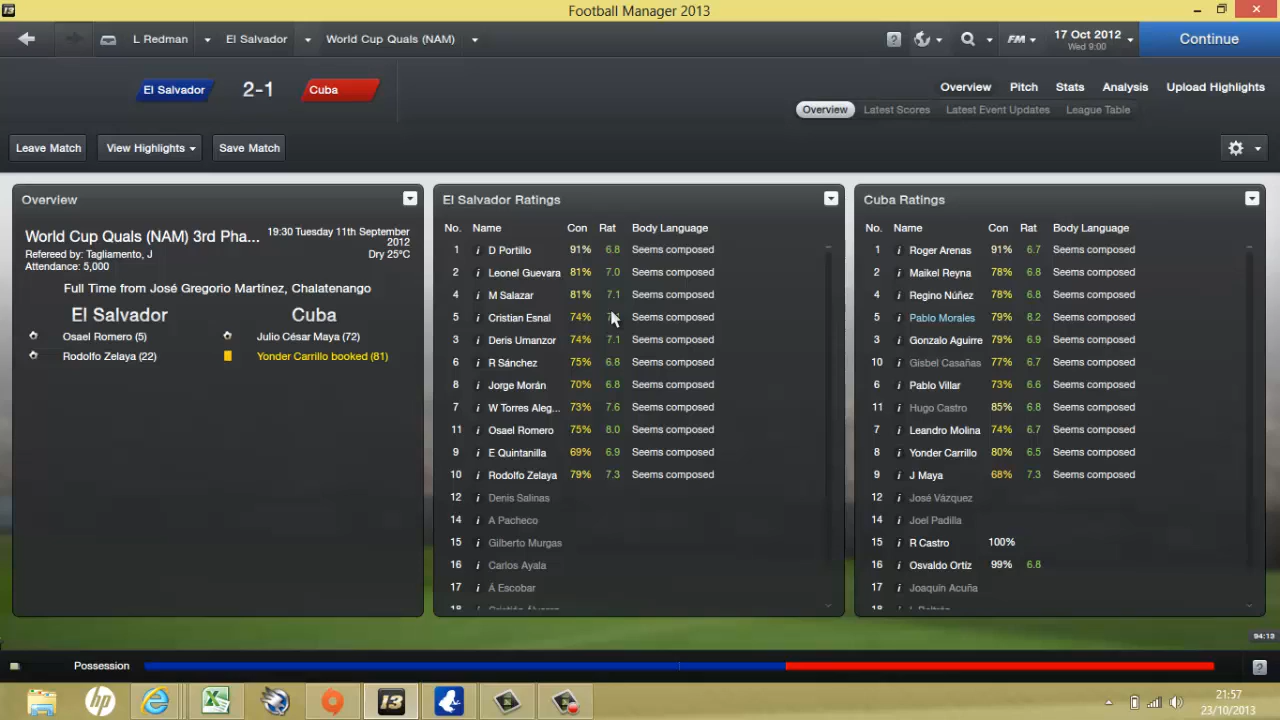 Football Manager 2013
L Redman El Salvador World Cup Quals (NAM) FM 17 Oct 2012 Wed 9:00 Continue
El Salvador 2-1 Cuba
Overview Pitch Stats Analysis Upload Highlights
Overview Latest Scores Latest Event Updates League Table
Leave Match View Highlights Save Match
Overview
World Cup Quals (NAM) 3rd Pha... 19:30 Tuesday 11th September 2012
Refereed by: Tagliamento, J Dry 25°C
Attendance: 5,000
Full Time from José Gregorio Martínez, Chalatenango
El Salvador Cuba
Osael Romero (5) Julio César Maya (72)
Rodolfo Zelaya (22) Yonder Carrillo booked (81)
El Salvador Ratings
No. Name Con Rat Body Language
1 i D Portillo 91% 6.8 Seems composed
2 i Leonel Guevara 81% 7.0 Seems composed
4 i M Salazar 81% 7.1 Seems composed
5 i Cristian Esnal 74% Seems composed
3 i Deris Umanzor 74% 7.1 Seems composed
6 i R Sánchez 75% 6.8 Seems composed
8 i Jorge Morán 70% 6.8 Seems composed
7 i W Torres Aleg... 73% 7.6 Seems composed
11 i Osael Romero 75% 8.0 Seems composed
9 i E Quintanilla 69% 6.9 Seems composed
10 i Rodolfo Zelaya 79% 7.3 Seems composed
12 i Denis Salinas
14 i A Pacheco
15 i Gilberto Murgas
16 i Carlos Ayala
17 i Á Escobar
Cuba Ratings
No. Name Con Rat Body Language
1 i Roger Arenas 91% 6.7 Seems composed
2 i Maikel Reyna 78% 6.8 Seems composed
4 i Regino Núñez 78% 6.8 Seems composed
5 i Pablo Morales 79% 8.2 Seems composed
3 i Gonzalo Aguirre 79% 6.9 Seems composed
10 i Gisbel Casañas 77% 6.7 Seems composed
6 i Pablo Villar 73% 6.6 Seems composed
11 i Hugo Castro 85% 6.8 Seems composed
7 i Leandro Molina 74% 6.7 Seems composed
8 i Yonder Carrillo 80% 6.5 Seems composed
9 i J Maya 68% 7.3 Seems composed
12 i José Vázquez
14 i Joel Padilla
15 i R Castro 100%
16 i Osvaldo Ortíz 99% 6.8
17 i Joaquín Acuña
94:13
Possession
21:57
23/10/2013